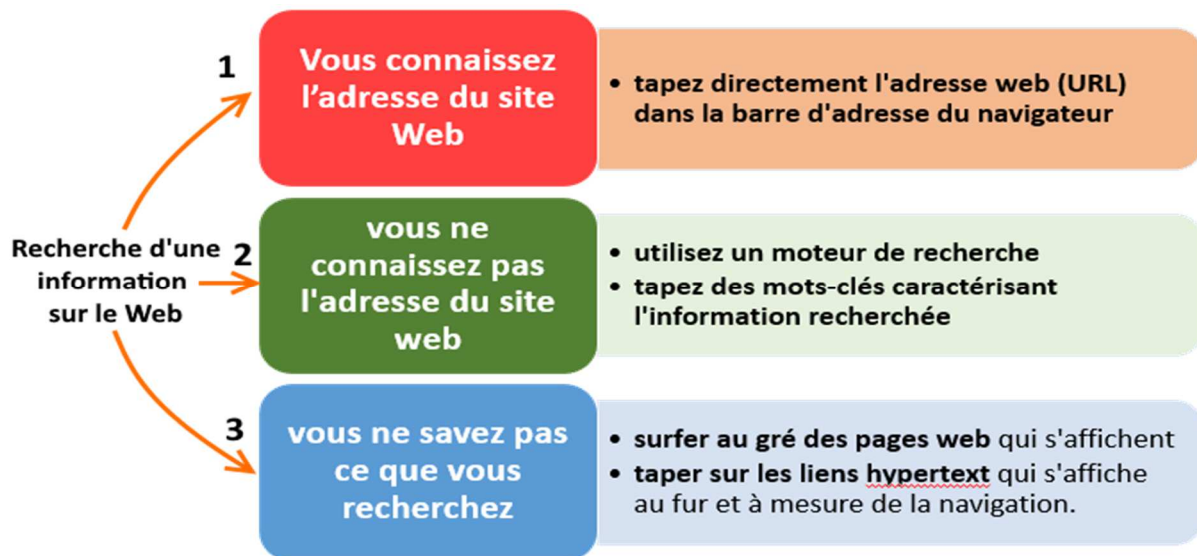 Recherche d'une
information
sur le Web
1
Vous connaissez
l’adresse du site
Web
• tapez directement l'adresse web (URL)
dans la barre d'adresse du navigateur
2
vous ne
connaissez pas
l'adresse du site
web
• utilisez un moteur de recherche
• tapez des mots-clés caractérisant
l'information recherchée
3
vous ne savez pas
ce que vous
recherchez
• surfer au gré des pages web qui s'affichent
• taper sur les liens hypertext qui s'affiche
au fur et à mesure de la navigation.